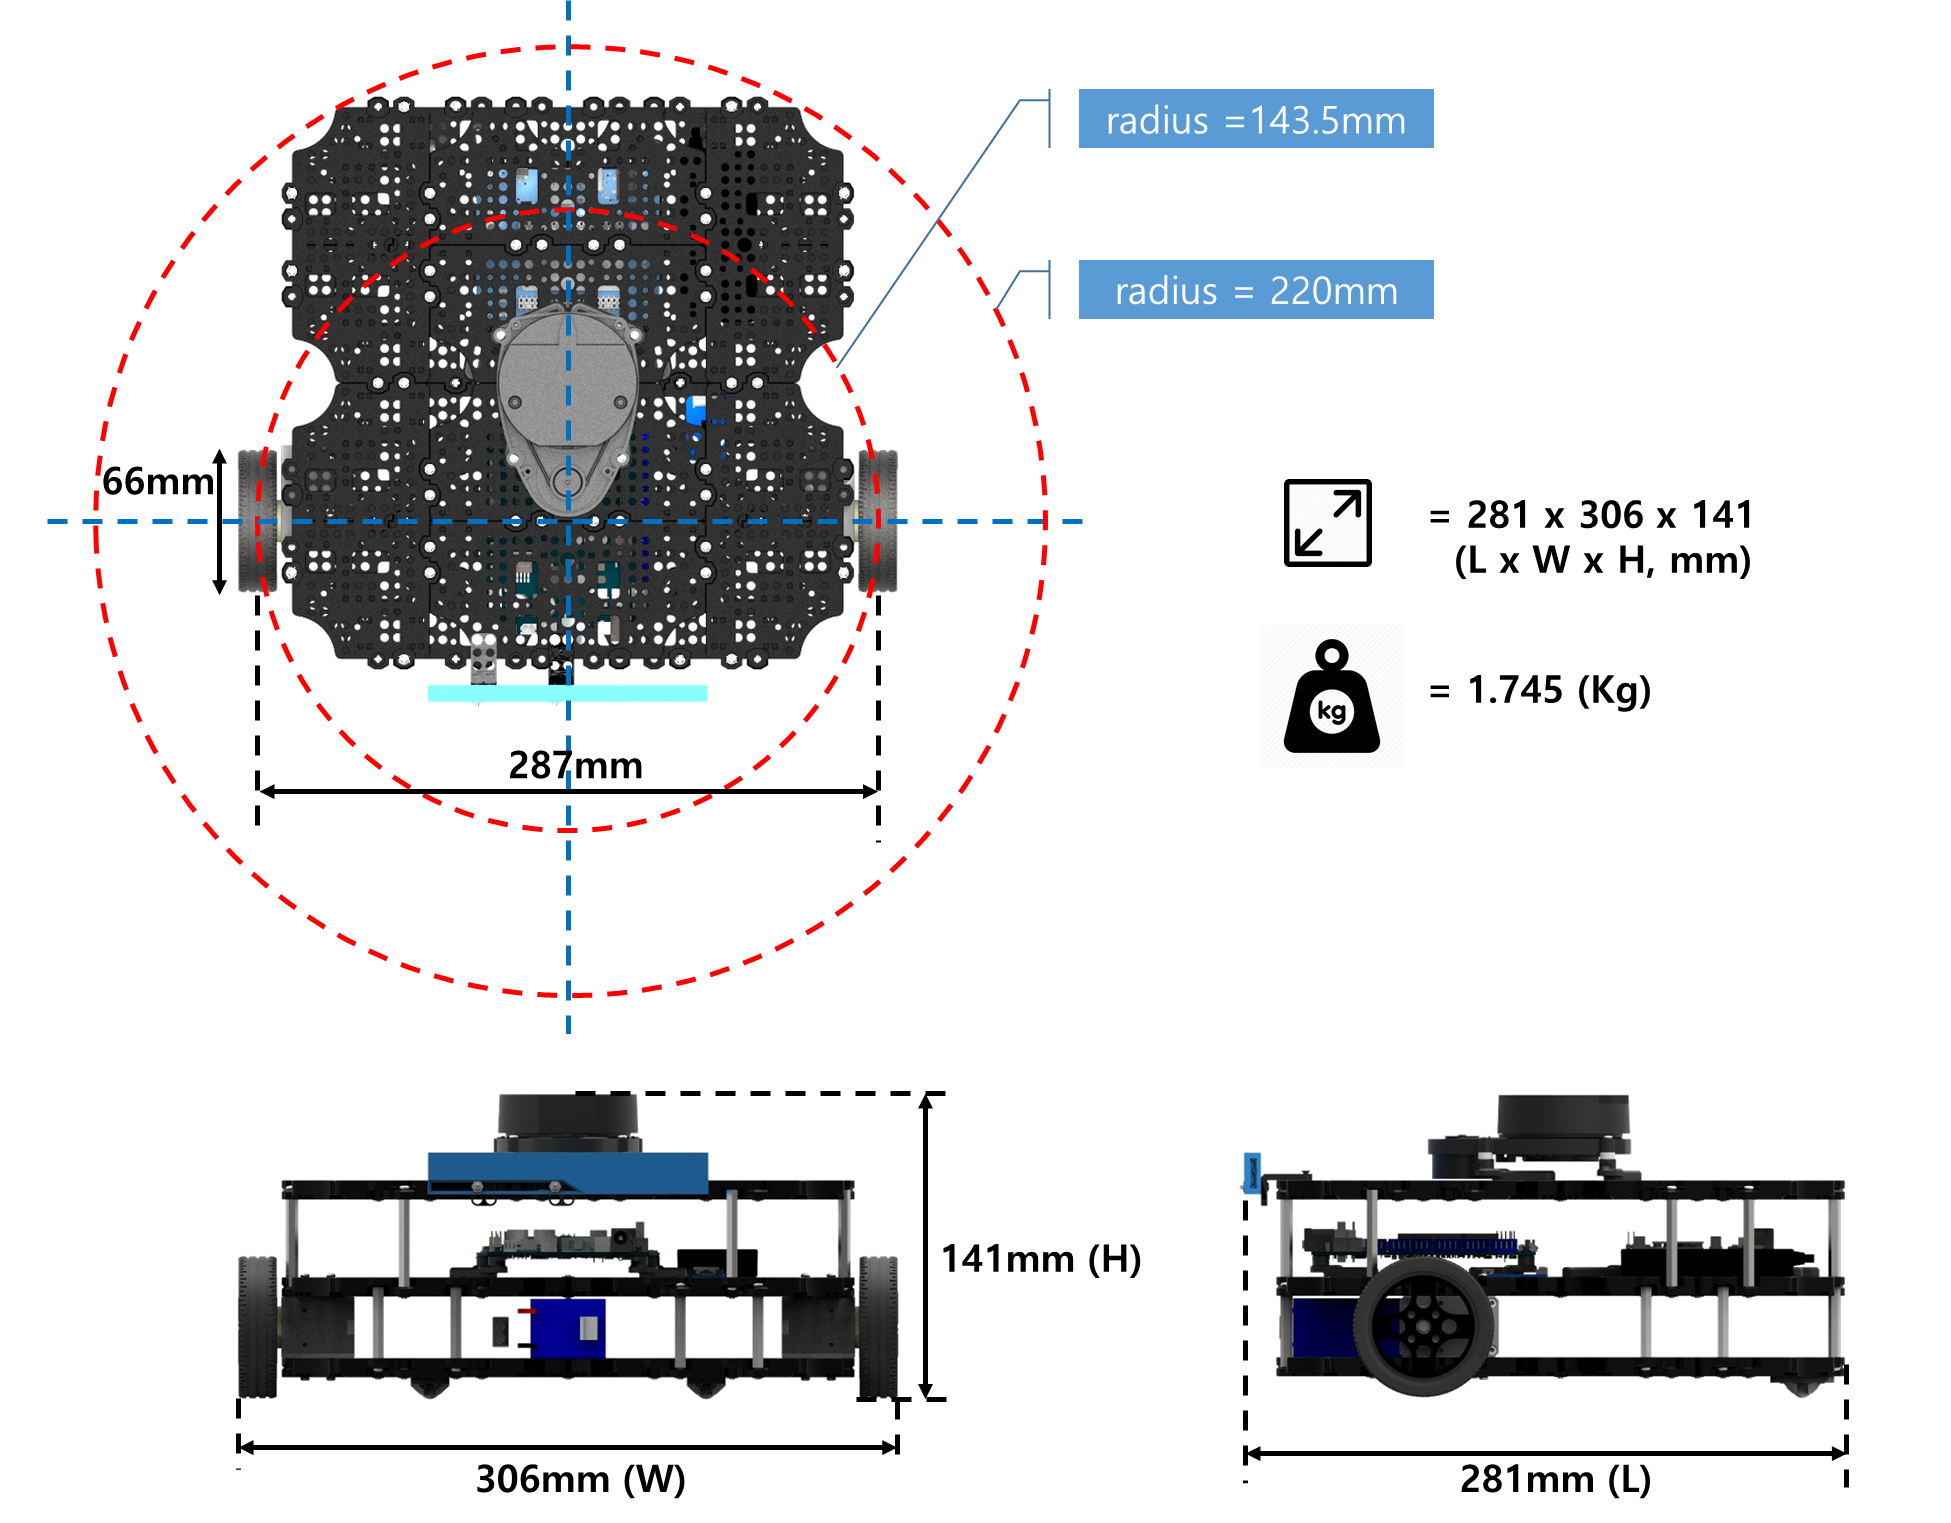 radius =143.5mm
radius = 220mm
66mm
= 281 x 306 x 141
(L x W x H, mm)
kg
= 1.745 (Kg)
287mm
141mm (H)
306mm (W)
281mm (L)